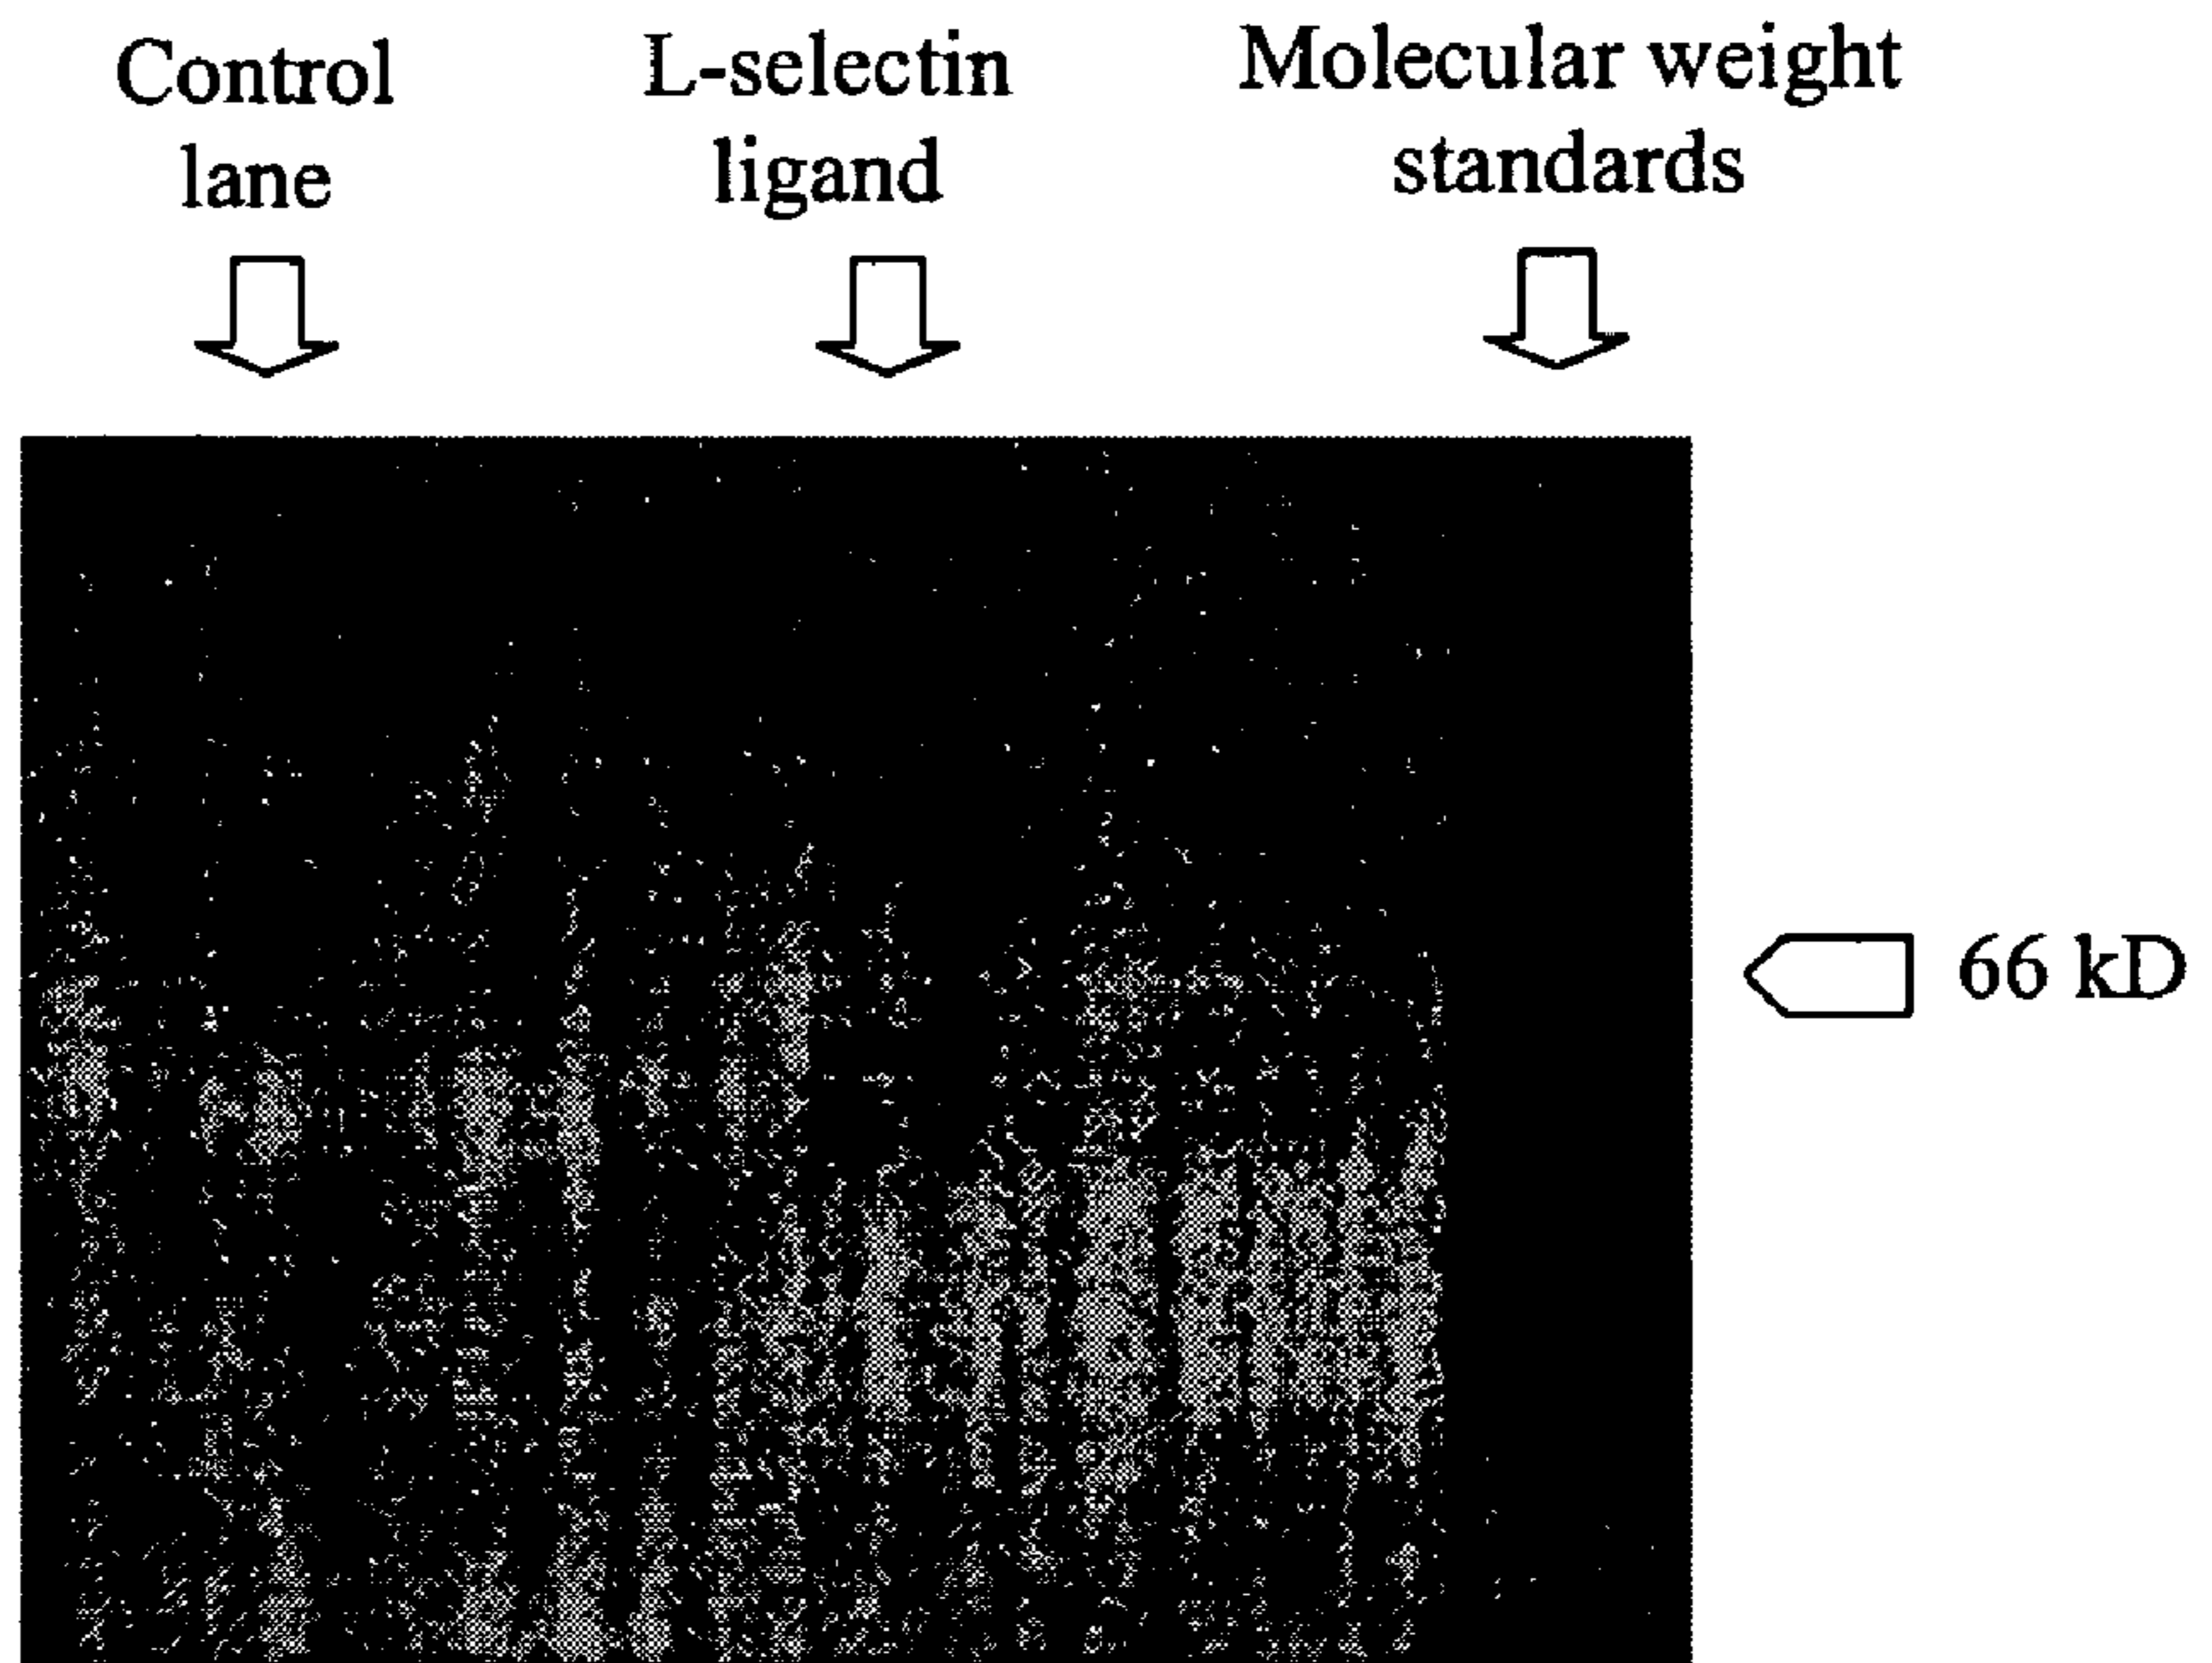 Control
lane
L-selectin
ligand
Molecular weight
standards
66 kD